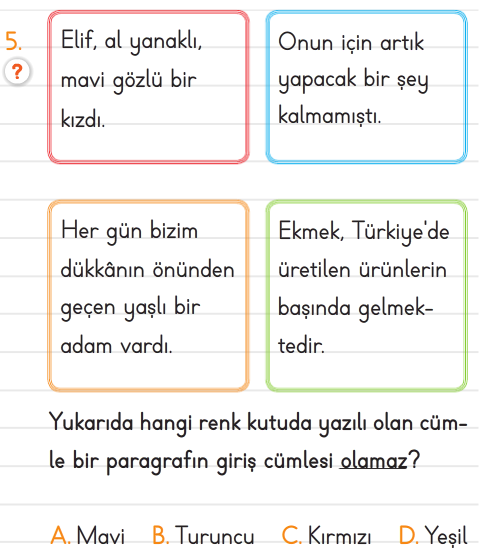 5.
?
Elif, al yanaklı,
mavi gözlü bir
kızdı.
Onun için artık
yapacak bir şey
kalmamıştı.
Her gün bizim
dükkânın önünden
geçen yaşlı bir
adam vardı.
Ekmek, Türkiye'de
üretilen ürünlerin
başında gelmek-
tedir.
Yukarıda hangi renk kutuda yazılı olan cüm-
le bir paragrafın giriş cümlesi olamaz?
A. Mavi B. Turuncu C. Kırmızı D. Yeşil